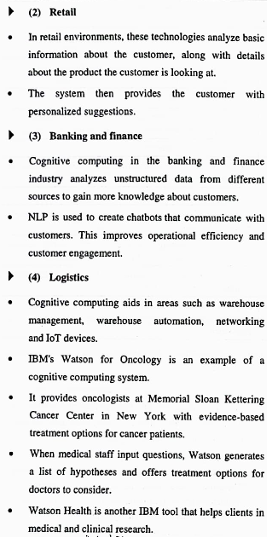 (2) Retail
• In retail environments, these technologies analyze basic
information about the customer, along with details
about the product the customer is looking at.
• The system then provides the customer with
personalized suggestions.
(3) Banking and finance
• Cognitive computing in the banking and finance
industry analyzes unstructured data from different
sources to gain more knowledge about customers.
• NLP is used to create chatbots that communicate with
customers. This improves operational efficiency and
customer engagement.
(4) Logistics
• Cognitive computing aids in areas such as warehouse
management, warehouse automation, networking
and IoT devices.
• IBM's Watson for Oncology is an example of a
cognitive computing system.
• It provides oncologists at Memorial Sloan Kettering
Cancer Center in New York with evidence-based
treatment options for cancer patients.
• When medical staff input questions, Watson generates
a list of hypotheses and offers treatment options for
doctors to consider.
• Watson Health is another IBM tool that helps clients in
medical and clinical research.